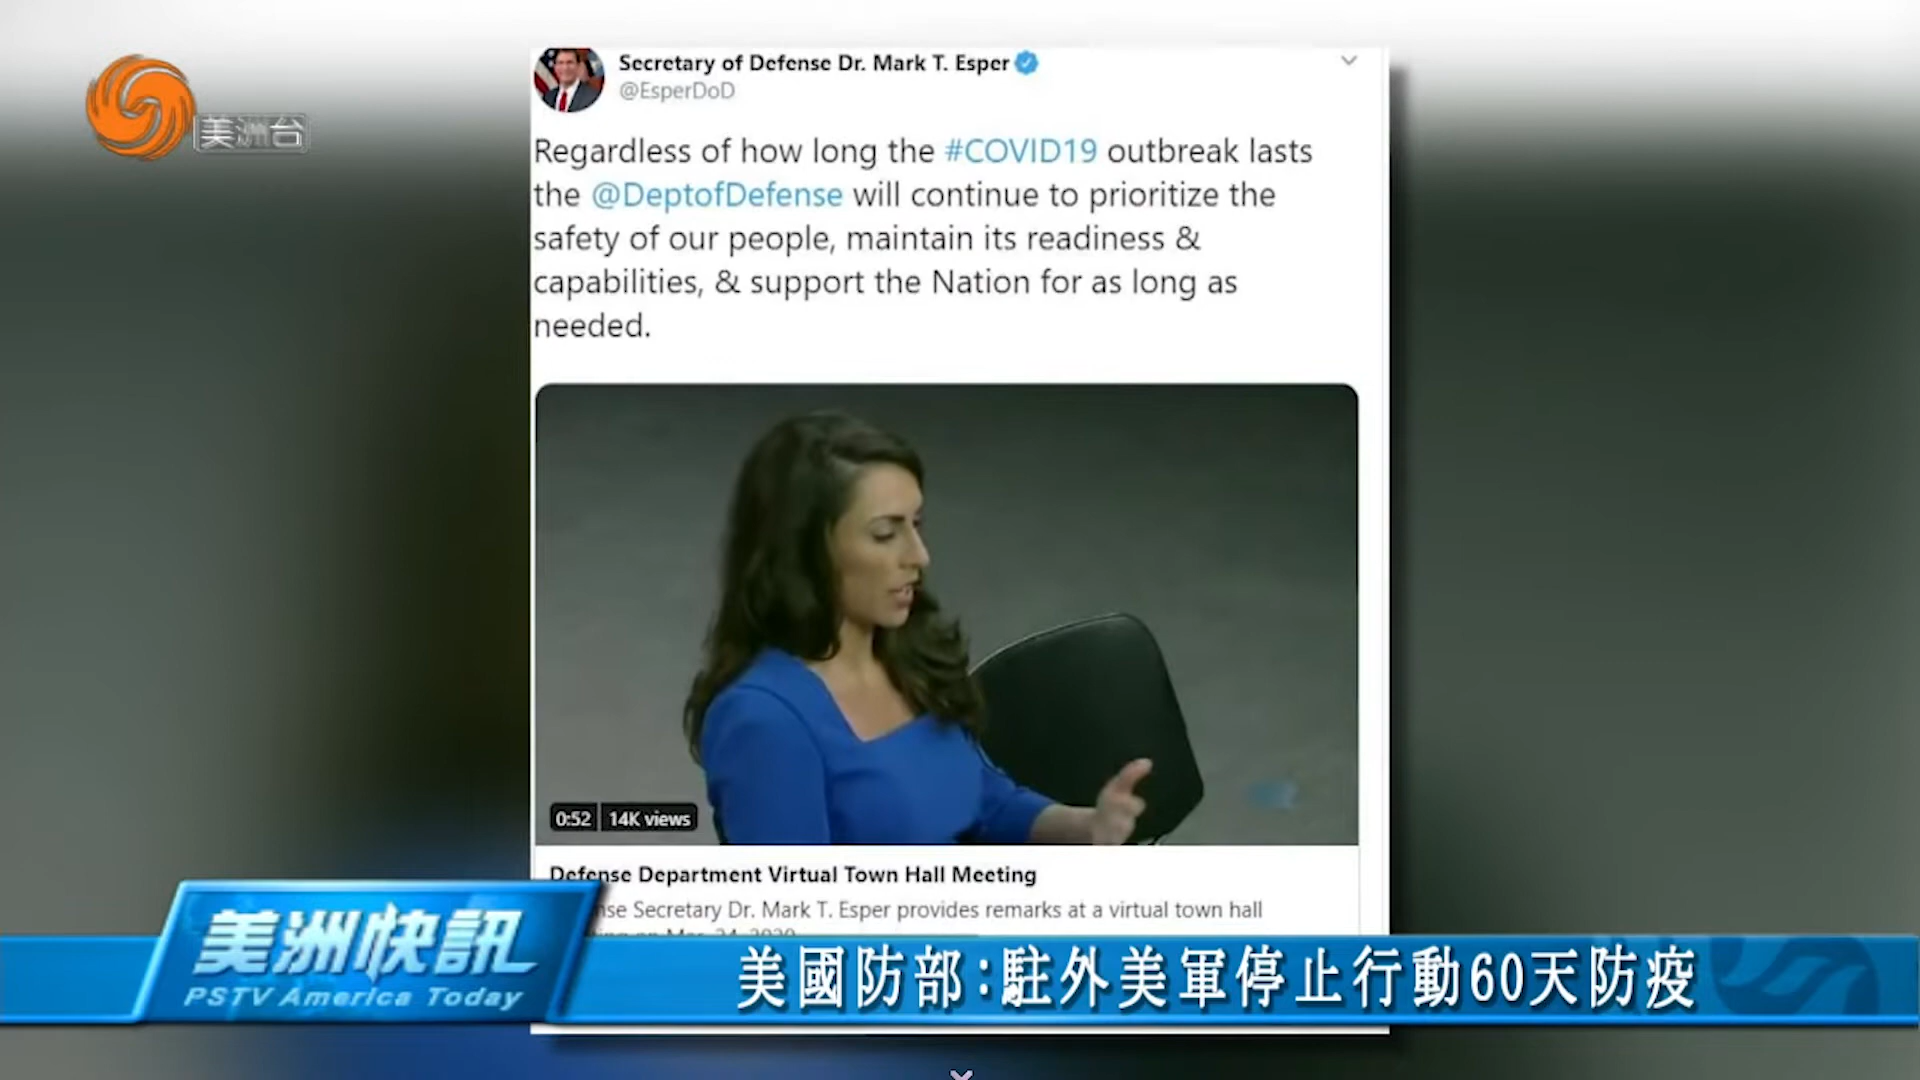 美洲台
Secretary of Defense Dr. Mark T. Esper
@EsperDoD
Regardless of how long the #COVID19 outbreak lasts
the @DeptofDefense will continue to prioritize the
safety of our people, maintain its readiness &
capabilities, & support the Nation for as long as
needed.
0:52 14K views
Defense Department Virtual Town Hall Meeting
nse Secretary Dr. Mark T. Esper provides remarks at a virtual town hall
美洲快訊
PSTV America Today
美國防部:駐外美軍停止行動60天防疫